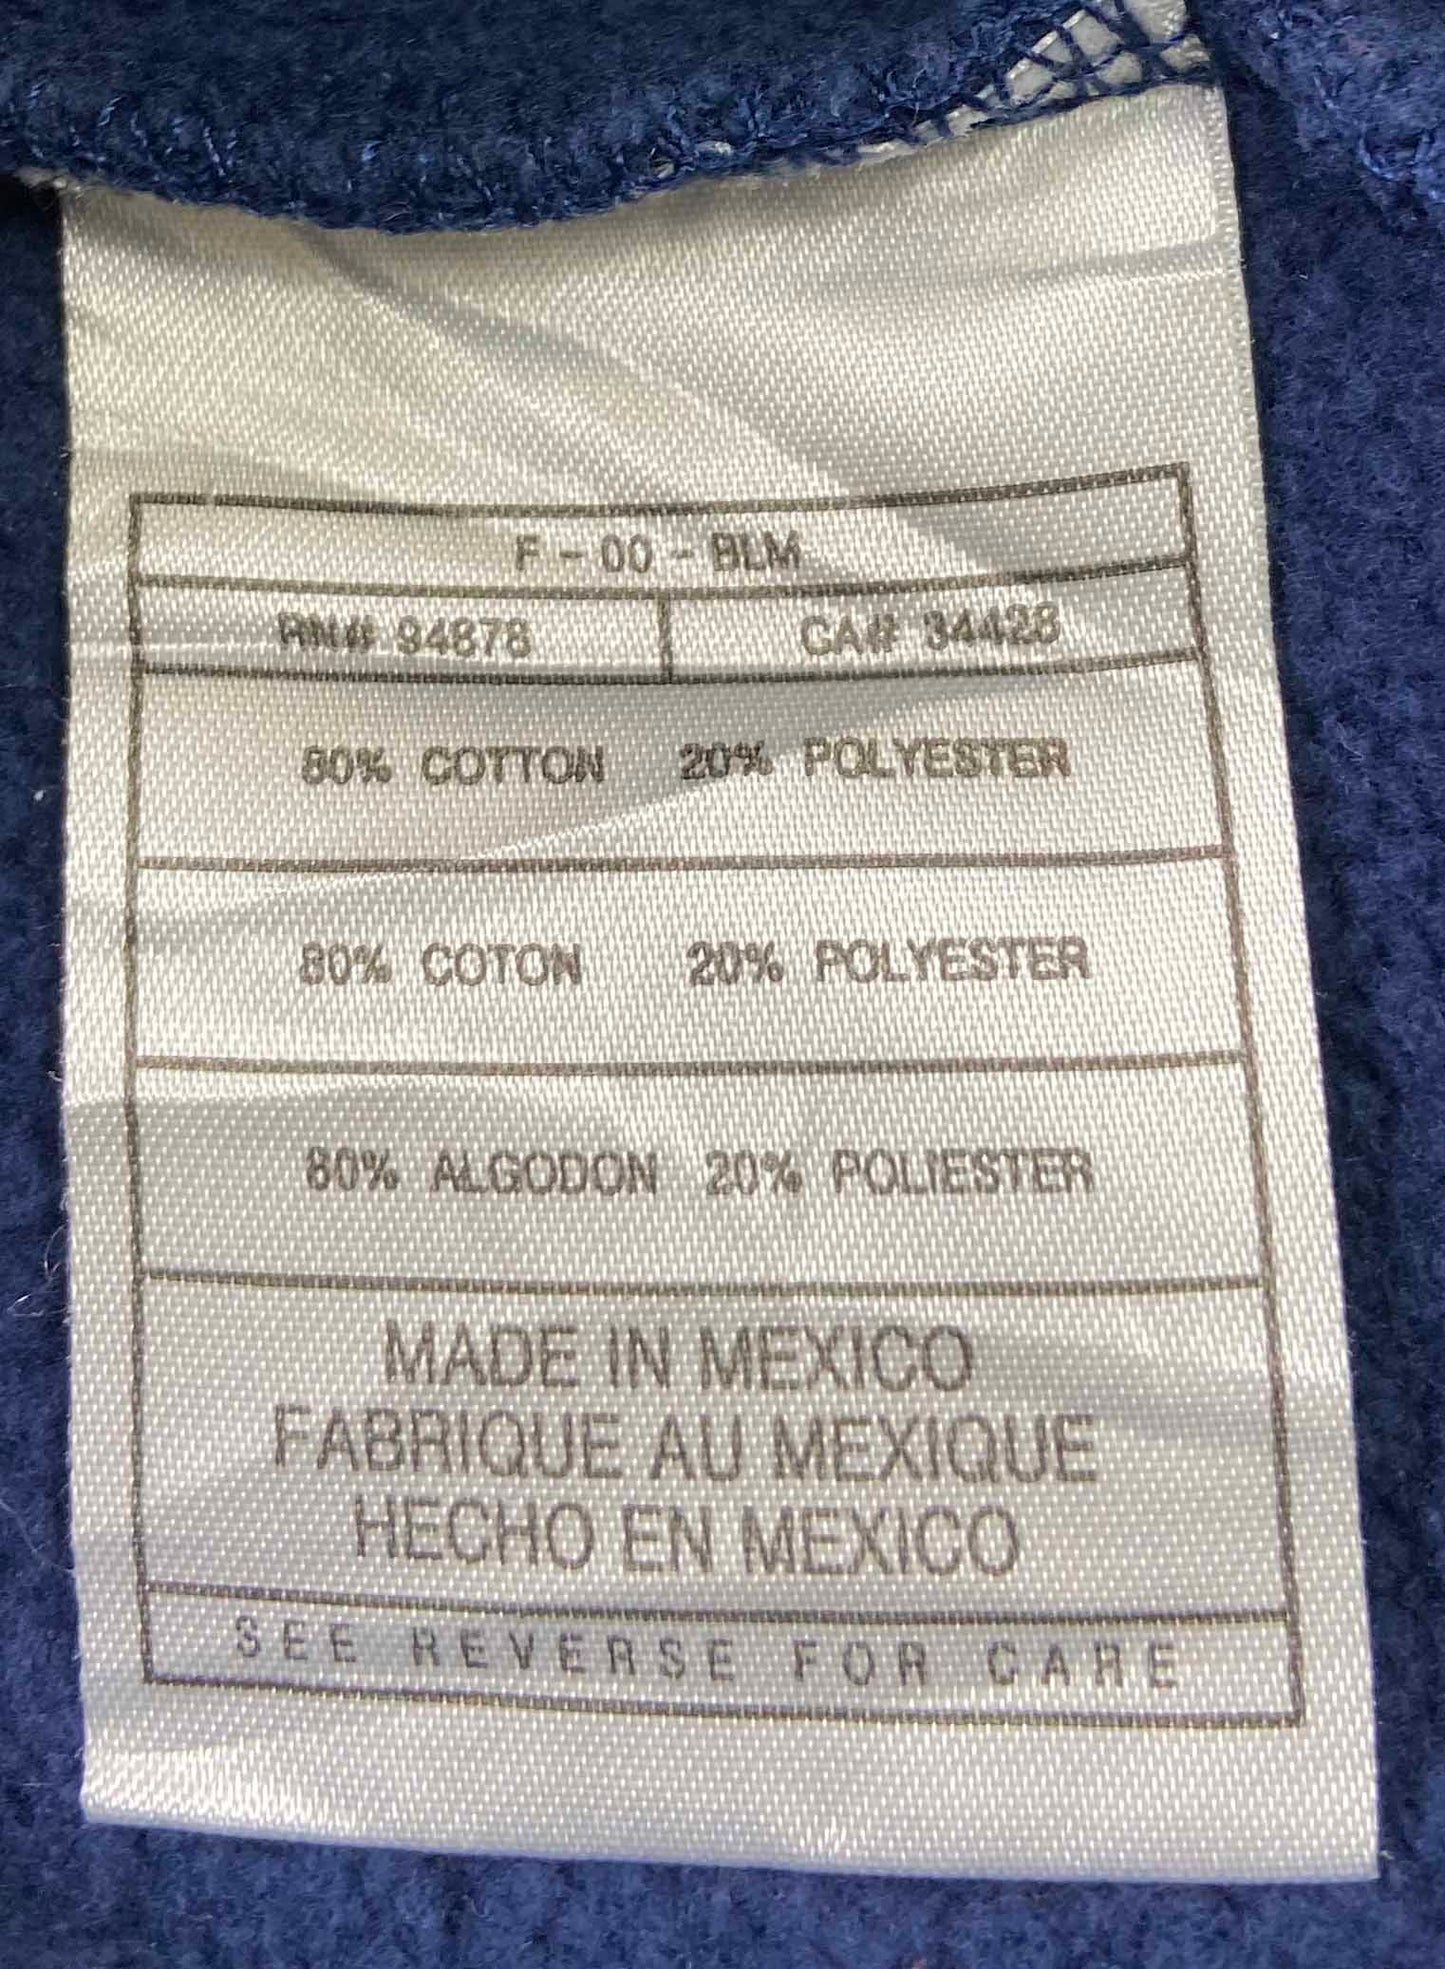 F - 00 - BLM
RN# 94878 CA# 34428
80% COTTON 20% POLYESTER
80% COTON 20% POLYESTER
80% ALGODON 20% POLIESTER
MADE IN MEXICO
FABRIQUE AU MEXIQUE
HECHO EN MEXICO
SEE REVERSE FOR CARE